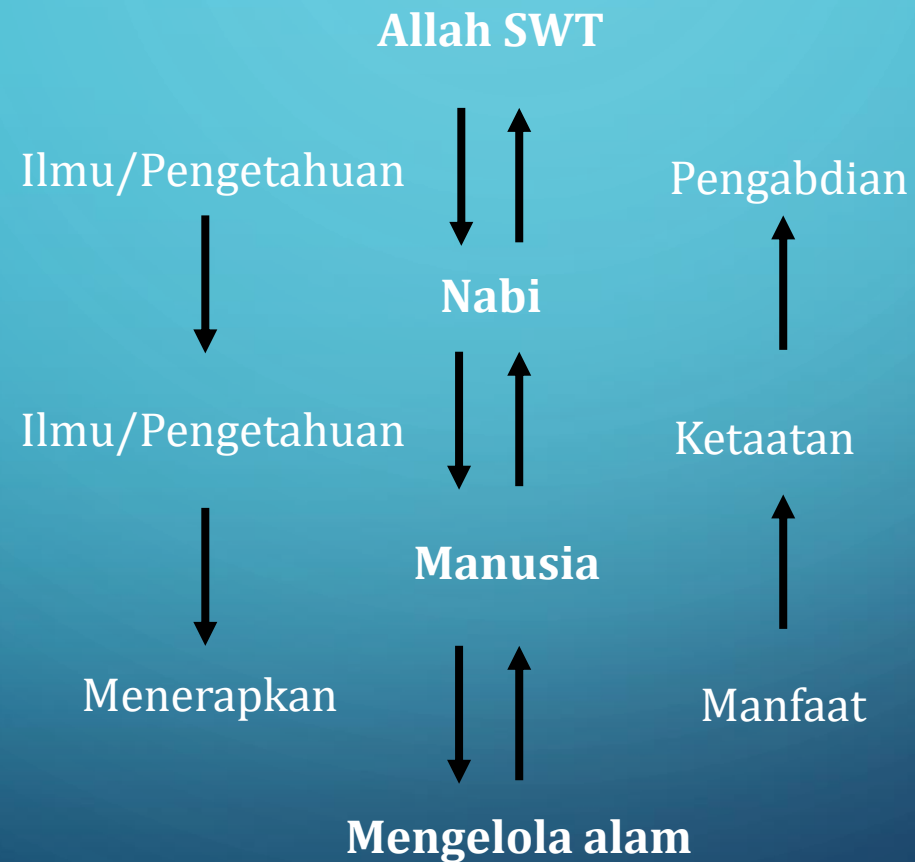 Allah SWT
Ilmu/Pengetahuan
Pengabdian
Nabi
Ilmu/Pengetahuan
Ketaatan
Manusia
Menerapkan
Manfaat
Mengelola alam